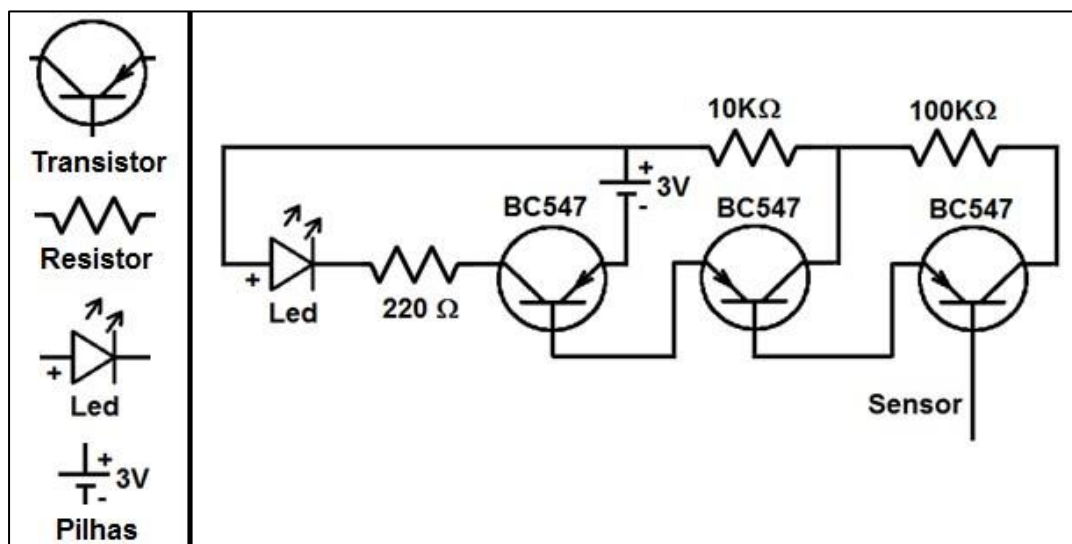 Transistor
Resistor
+
Led
+
3V
-
Pilhas
10KΩ
100KΩ
+
3V
-
BC547
BC547
BC547
+
Led
220 Ω
Sensor